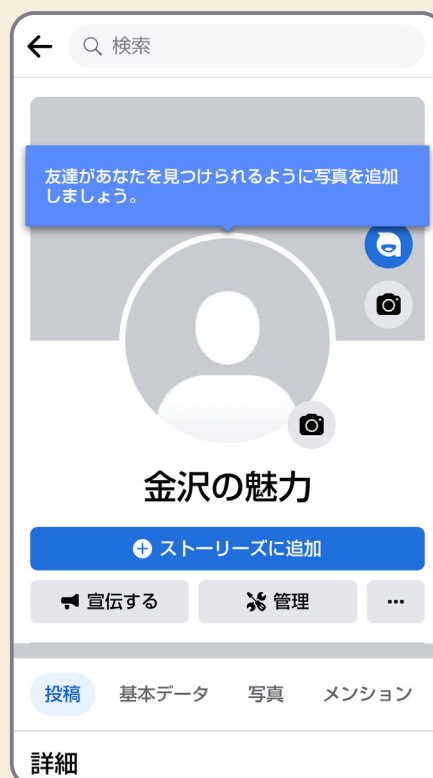 検索
友達があなたを見つけられるように写真を追加
しましょう。
金沢の魅力
ストーリーズに追加
宣伝する 管理
投稿 基本データ 写真 メンション
詳細